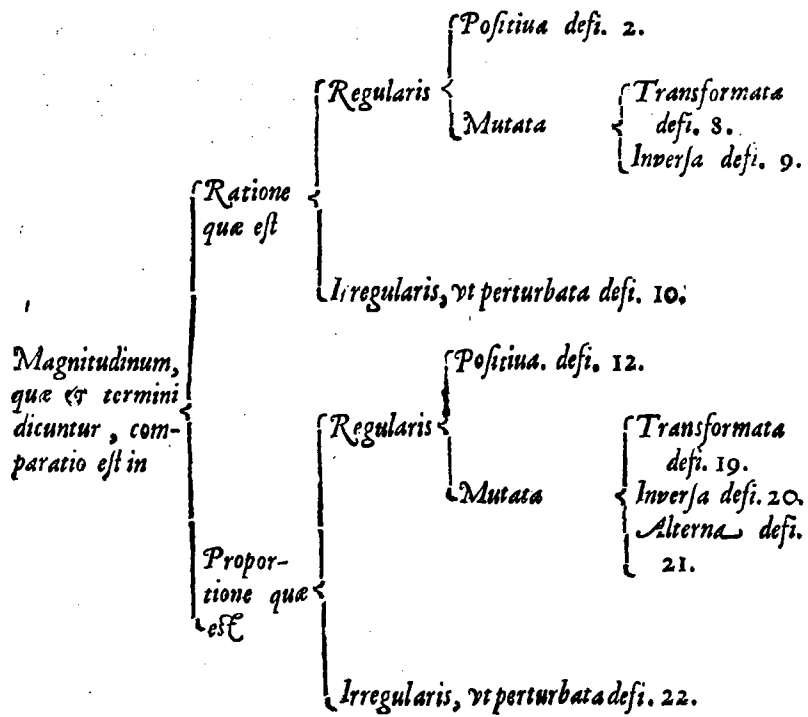 Poſitiua defi. 2.
Regularis
Mutata
Transformata
defi. 8.
Inverſa defi. 9.
Ratione
quæ eſt
Irregularis, vt perturbata defi. 10.
Magnitudinum,
quæ & termini
dicuntur, com-
paratio eſt in
Poſitiua. defi. 12.
Regularis
Mutata
Transformata
defi. 19.
Inverſa defi. 20.
Alterna defi.
21.
Propor-
tione quæ
eſt
Irregularis, vt perturbata defi. 22.